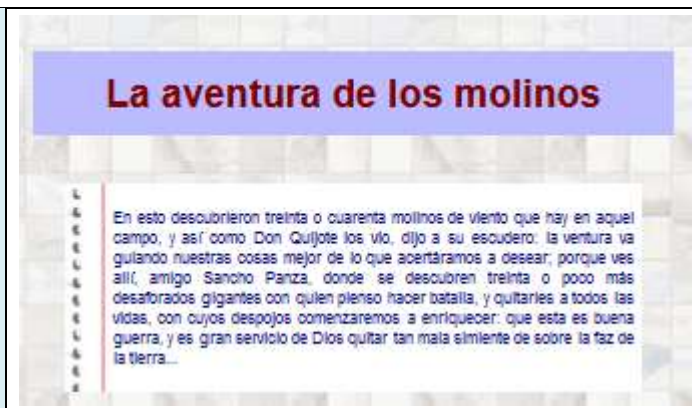 La aventura de los molinos
En esto descubrieron treinta o cuarenta molinos de viento que hay en aquel
campo, y así como Don Quijote los vio, dijo a su escudero: la ventura va
guiando nuestras cosas mejor de lo que acertáramos a desear; porque ves
allí, amigo Sancho Panza, donde se descubren treinta o poco más
desaforados gigantes con quien pienso hacer batalla, y quitarles a todos las
vidas, con cuyos despojos comenzaremos a enriquecer: que esta es buena
guerra, y es gran servicio de Dios quitar tan mala simiente de sobre la faz de
la tierra...